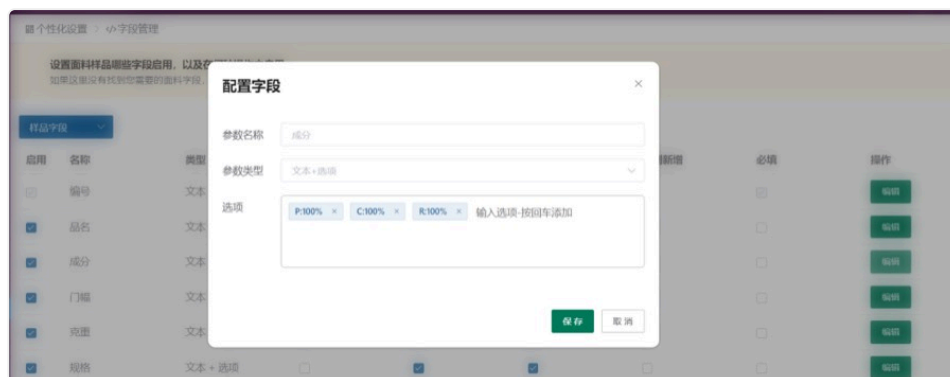 个性化设置 > 字段管理
设置面料样品哪些字段启用，以及在
如果这里没有找到您需要的面料字段，
配置字段 ×
样品字段
参数名称 成分
启用 名称 类型 新增 必填 操作
参数类型 文本+选项
编号 文本 编辑
选项 P:100% × C:100% × R:100% × 输入选项-按回车添加
品名 文本 编辑
成分 文本 编辑
门幅 文本 编辑
保存 取消
克重 文本 编辑
规格 文本 + 选项 编辑